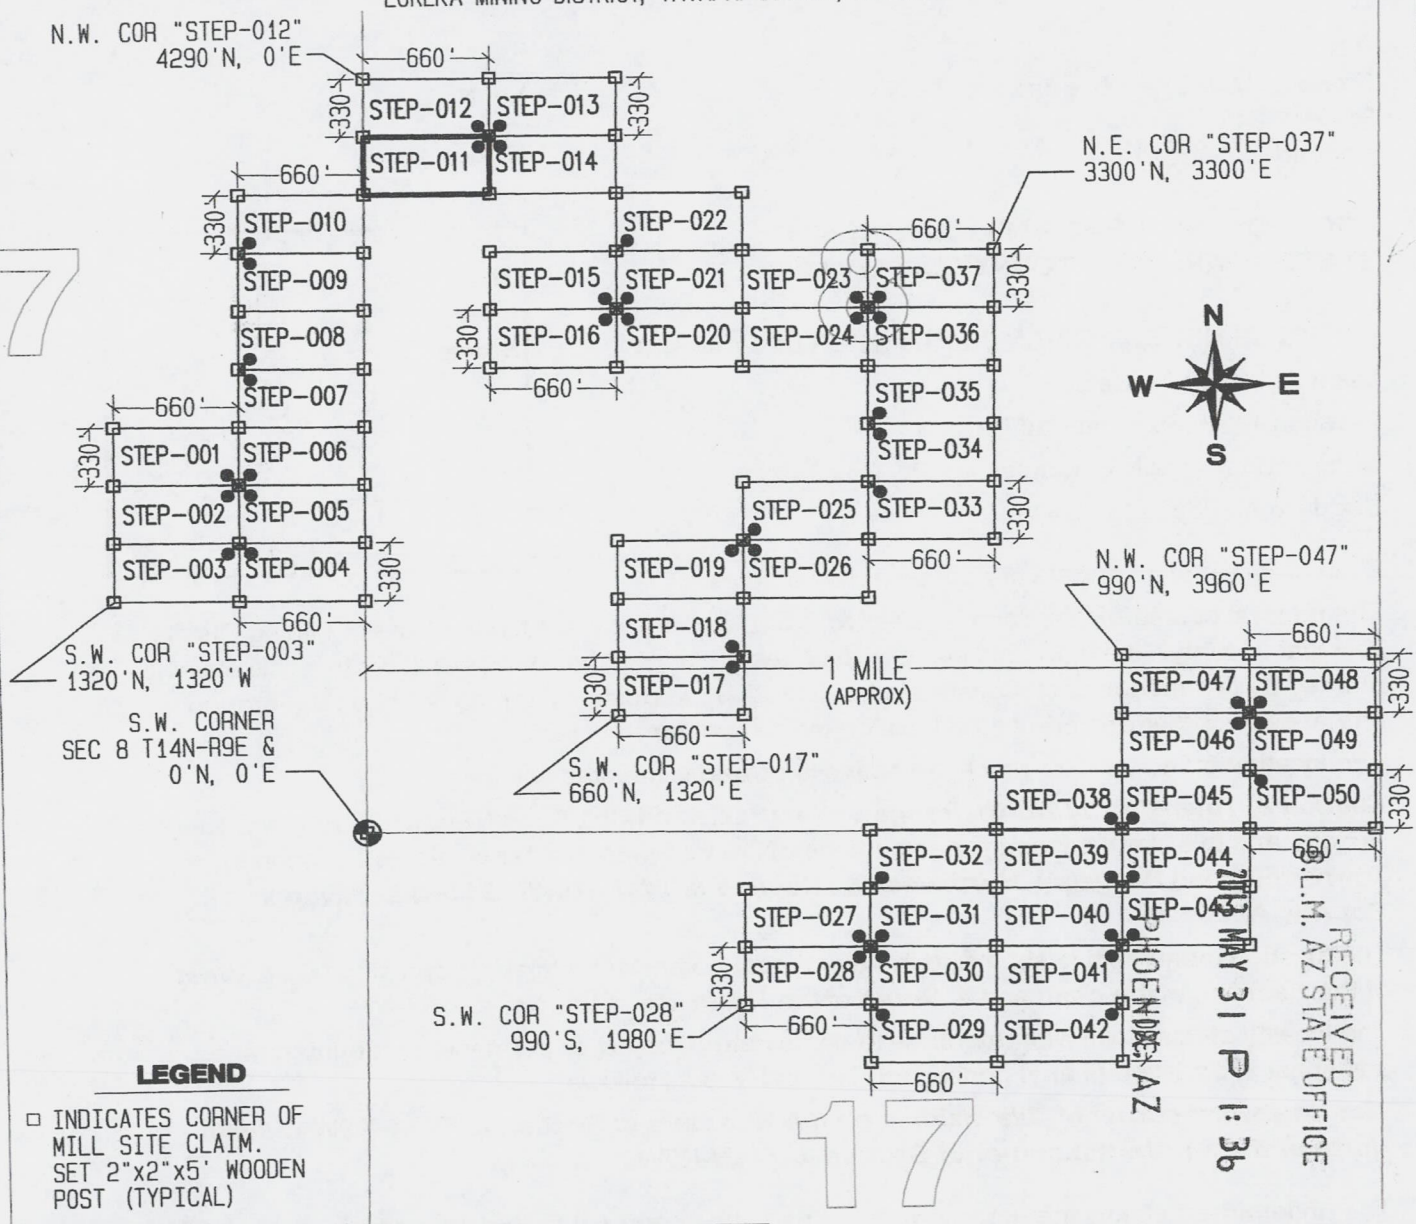 N.W. COR "STEP-012"
4290'N, 0'E
660'
330'
STEP-012
STEP-013
330'
STEP-011
STEP-014
N.E. COR "STEP-037"
3300'N, 3300'E
660'
330'
STEP-010
STEP-022
660'
7
STEP-009
STEP-015
STEP-021
STEP-023
8
STEP-037
330'
STEP-008
330'
STEP-016
STEP-020
STEP-024
STEP-036
N
W
E
S
660'
STEP-007
STEP-035
660'
330'
STEP-001
STEP-006
STEP-034
STEP-002
STEP-005
STEP-025
STEP-033
330'
STEP-003
STEP-004
330'
STEP-019
STEP-026
660'
N.W. COR "STEP-047"
990'N, 3960'E
660'
STEP-018
660'
S.W. COR "STEP-003"
1320'N, 1320'W
1 MILE
(APPROX)
330'
STEP-017
STEP-047
STEP-048
330'
S.W. CORNER
SEC 8 T14N-R9E &
0'N, 0'E
660'
STEP-046
STEP-049
S.W. COR "STEP-017"
660'N, 1320'E
STEP-038
STEP-045
STEP-050
330'
STEP-032
STEP-039
STEP-044
660'
STEP-027
STEP-031
STEP-040
STEP-043
330'
STEP-028
STEP-030
STEP-041
S.W. COR "STEP-028"
990'S, 1980'E
660'
STEP-029
STEP-042
660'
17
RECEIVED
B.L.M. AZ STATE OFFICE
2013 MAY 31 P 1:36
PHOENIX, AZ
LEGEND
□ INDICATES CORNER OF
MILL SITE CLAIM.
SET 2"x2"x5' WOODEN
POST (TYPICAL)